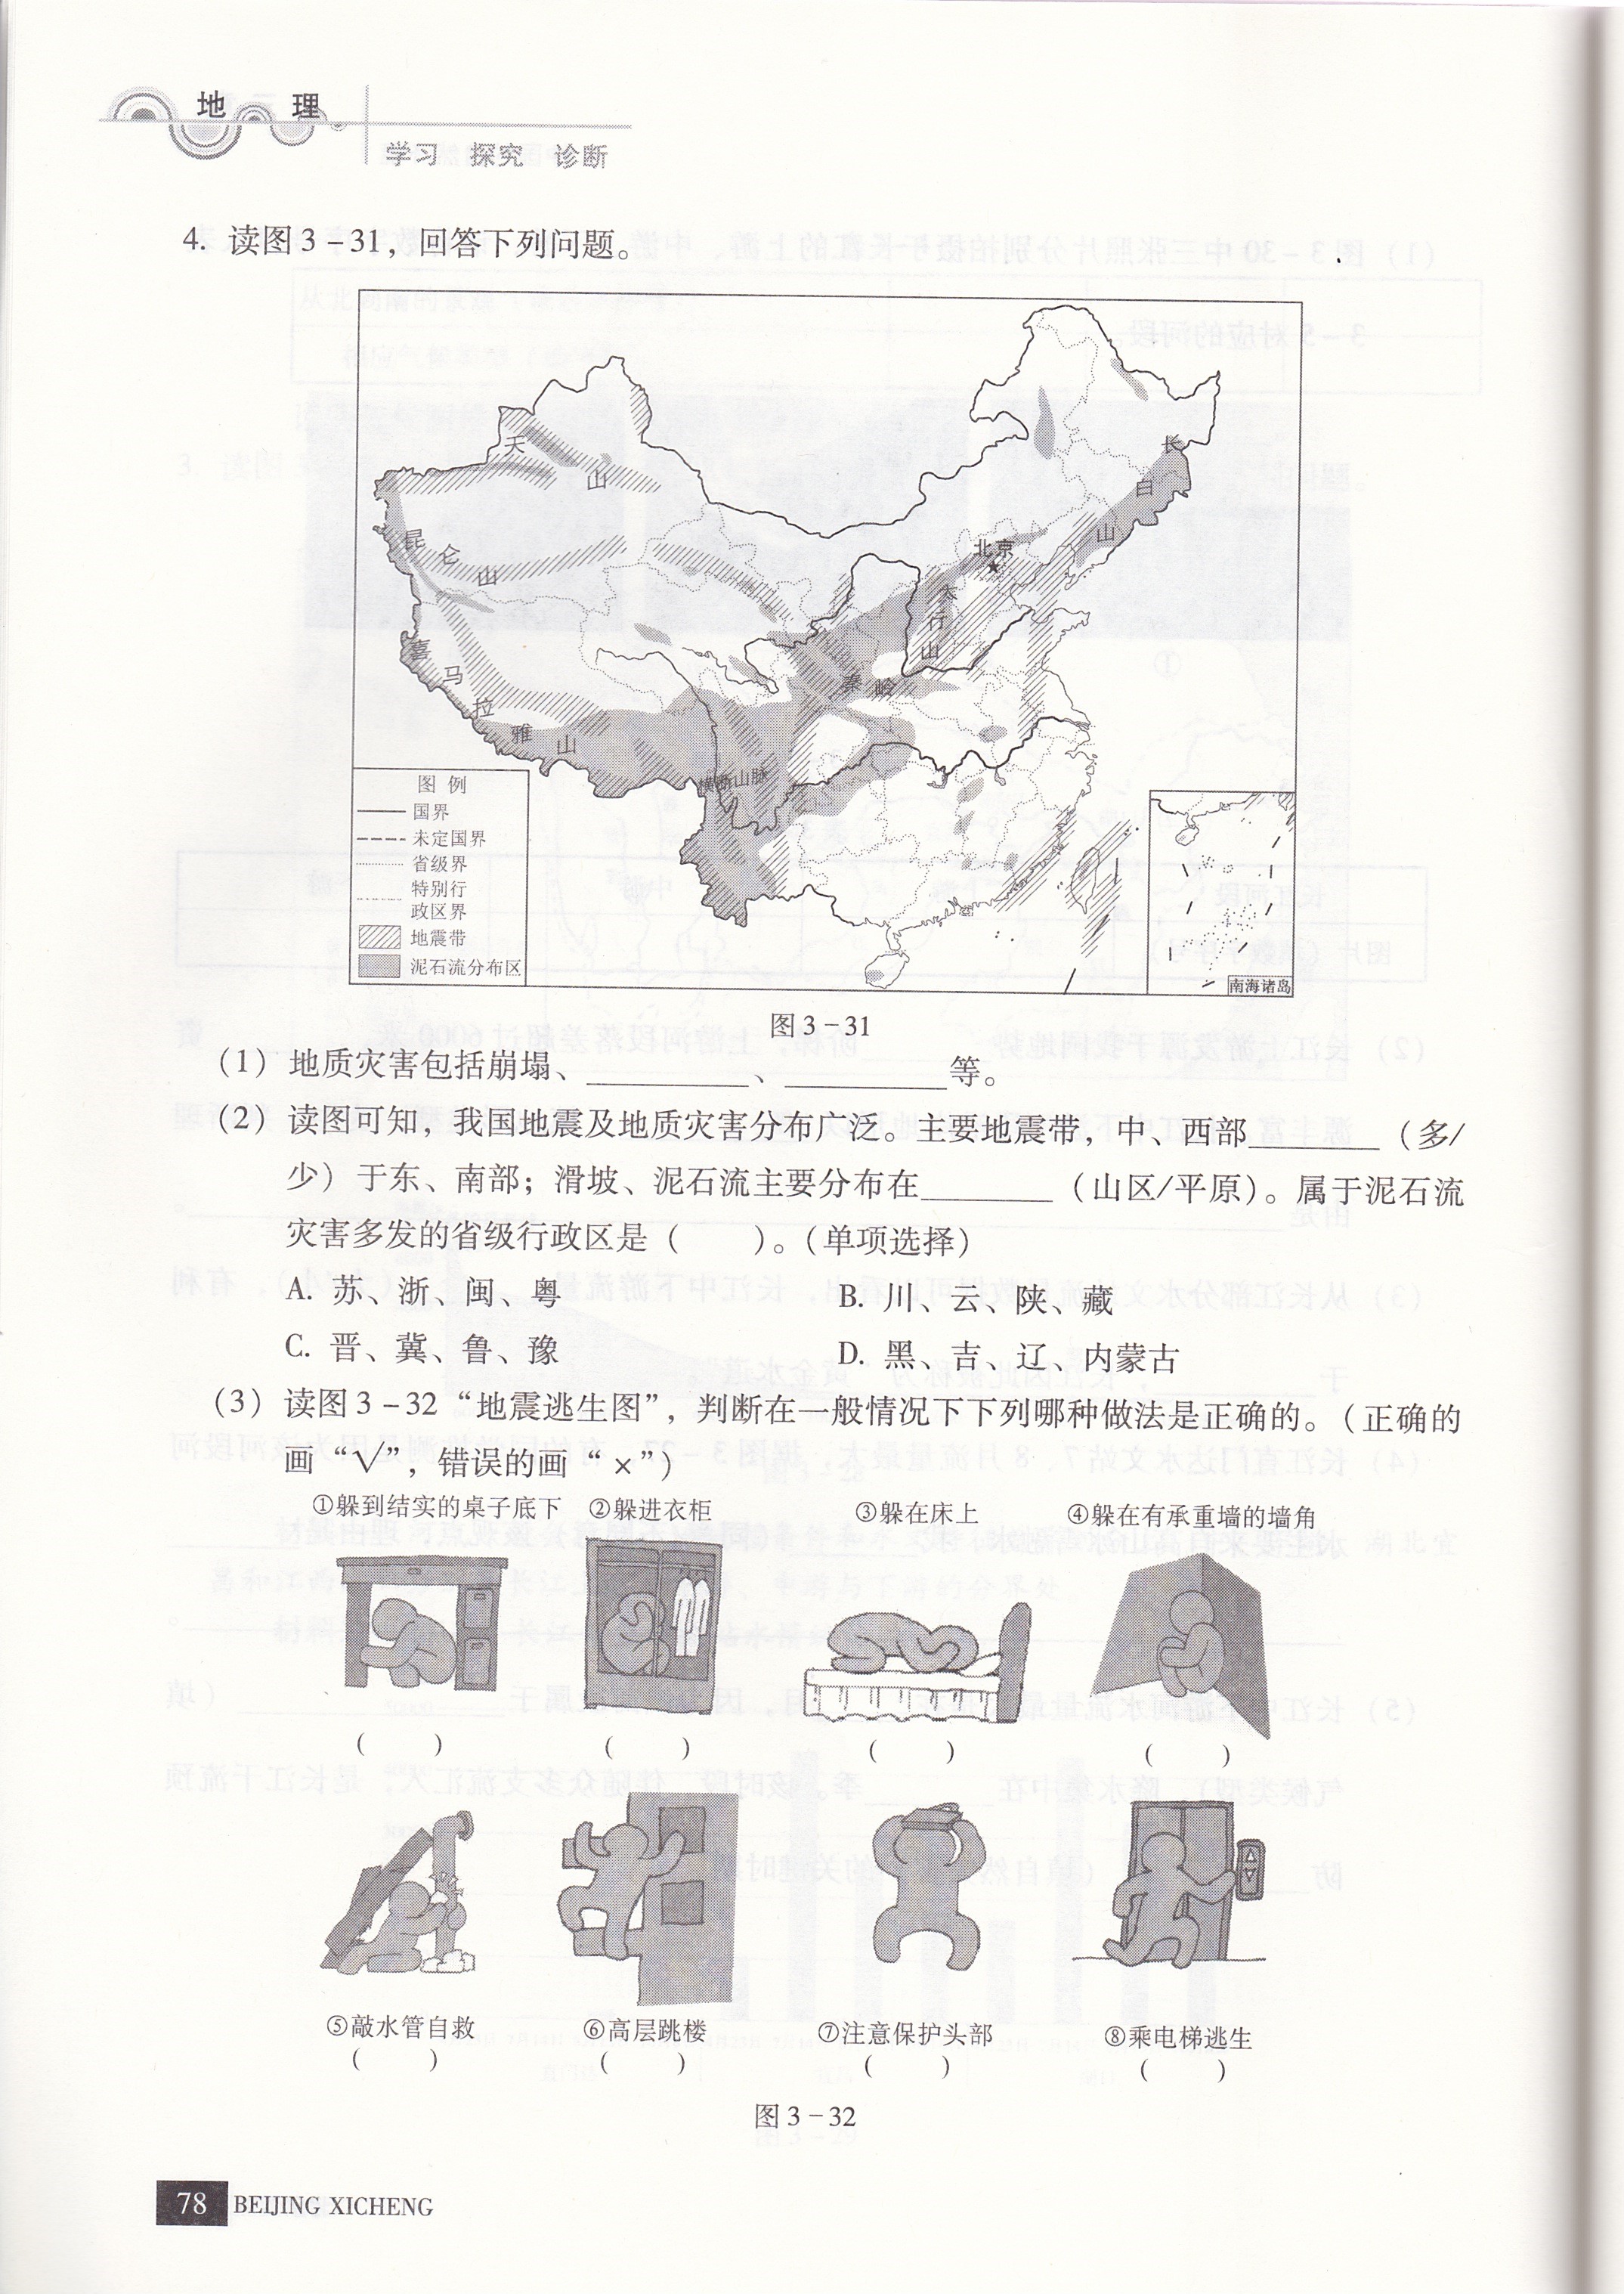 地 理
学习 探究 诊断
4. 读图3-31，回答下列问题。
天
山
长
白
山
北京
昆
仑
山
太
行
山
喜
马
拉
雅
山
秦
岭
横断山脉
图 例
国界
未定国界
省级界
特别行
政区界
地震带
泥石流分布区
南海诸岛
图3-31
(1) 地质灾害包括崩塌、__________、__________等。
(2) 读图可知，我国地震及地质灾害分布广泛。主要地震带，中、西部________（多/
少）于东、南部；滑坡、泥石流主要分布在________（山区/平原）。属于泥石流
灾害多发的省级行政区是（ ）。（单项选择）
A. 苏、浙、闽、粤 B. 川、云、陕、藏
C. 晋、冀、鲁、豫 D. 黑、吉、辽、内蒙古
(3) 读图3-32“地震逃生图”，判断在一般情况下下列哪种做法是正确的。（正确的
画“√”，错误的画“×”）
①躲到结实的桌子底下 ②躲进衣柜 ③躲在床上 ④躲在有承重墙的墙角
（ ） （ ） （ ） （ ）
⑤敲水管自救 ⑥高层跳楼 ⑦注意保护头部 ⑧乘电梯逃生
（ ） （ ） （ ） （ ）
图3-32
78 BEIJING XICHENG